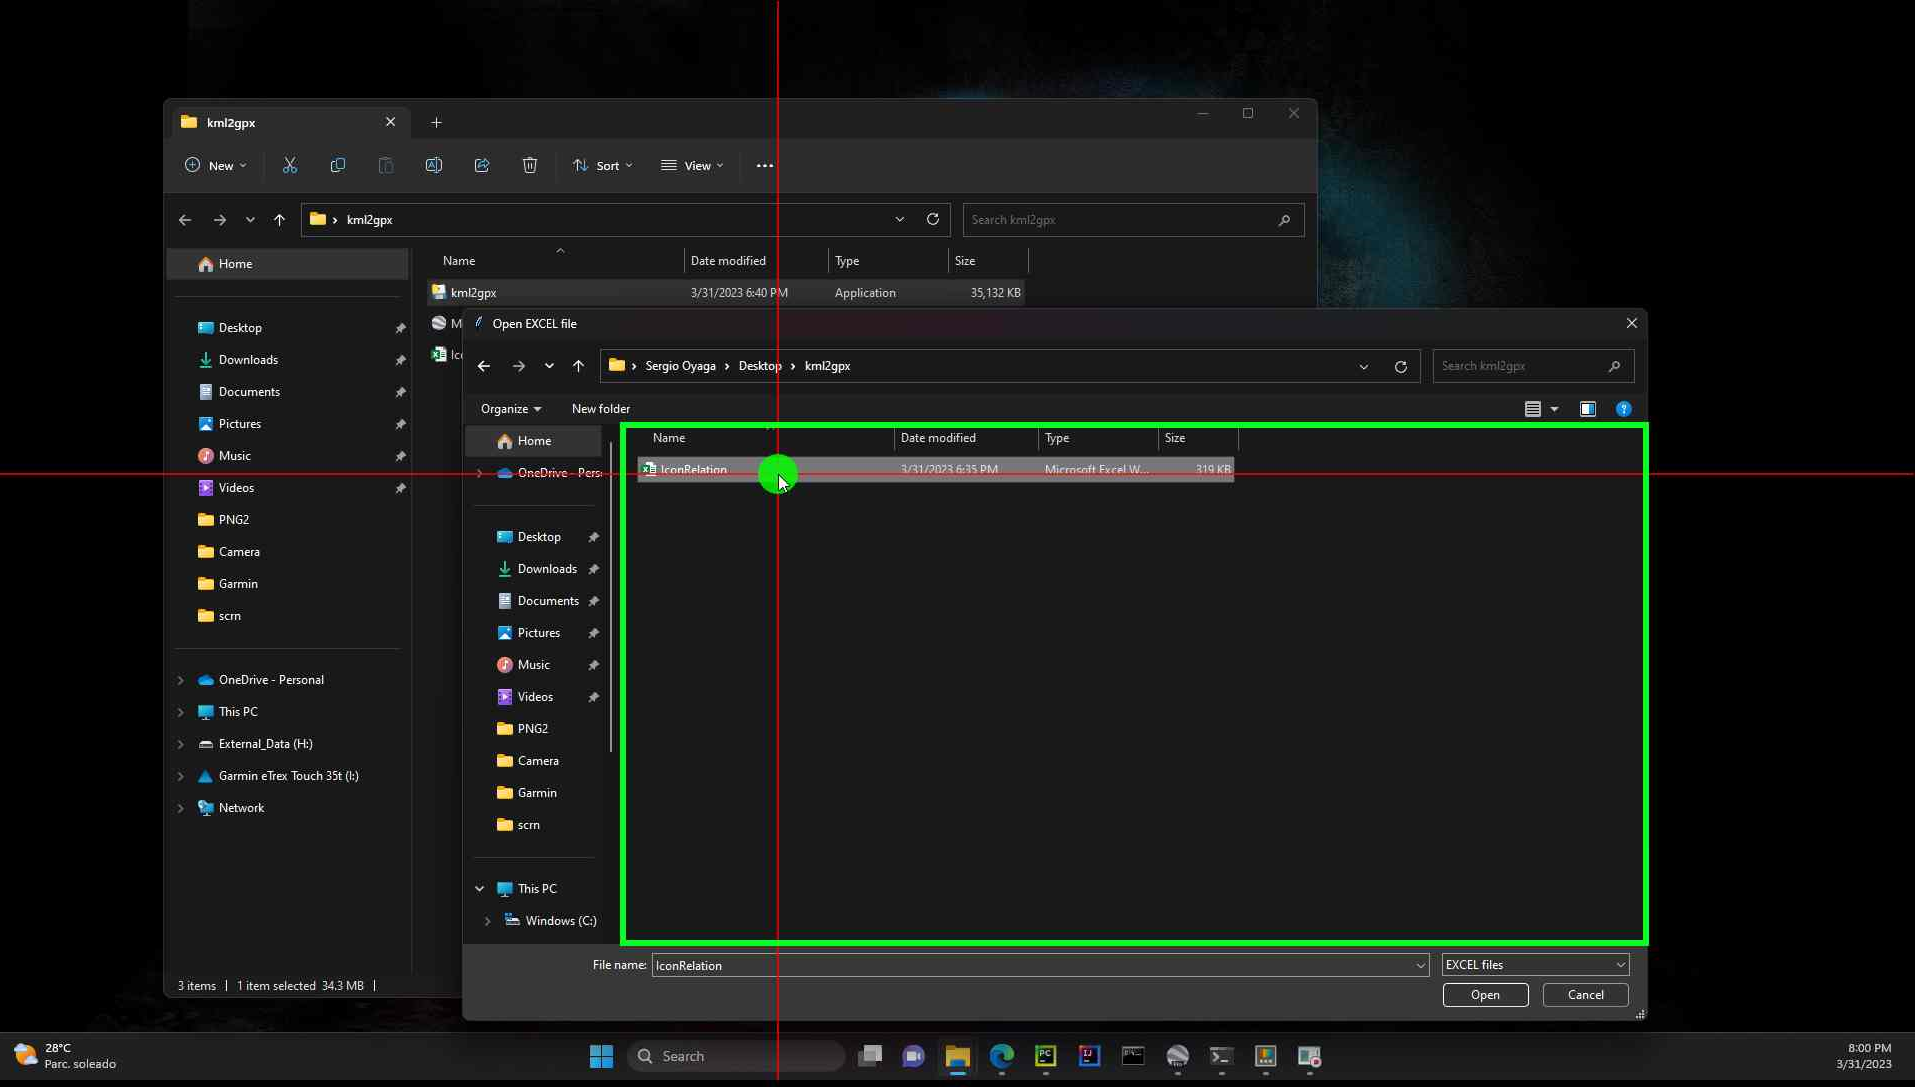 kml2gpx
New
Sort
View
kml2gpx
Search kml2gpx
Home
Desktop
Downloads
Documents
Pictures
Music
Videos
PNG2
Camera
Garmin
scrn
OneDrive - Personal
This PC
External_Data (H:)
Garmin eTrex Touch 35t (I:)
Network
Name Date modified Type Size
kml2gpx 3/31/2023 6:40 PM Application 35,132 KB
3 items 1 item selected 34.3 MB
Open EXCEL file
Sergio Oyaga Desktop kml2gpx
Search kml2gpx
Organize New folder
Home
OneDrive - Pers
Desktop
Downloads
Documents
Pictures
Music
Videos
PNG2
Camera
Garmin
scrn
This PC
Windows (C:)
Name Date modified Type Size
IconRelation 3/31/2023 6:35 PM Microsoft Excel W... 319 KB
File name: IconRelation EXCEL files
Open Cancel
28°C
Parc. soleado
Search
8:00 PM
3/31/2023